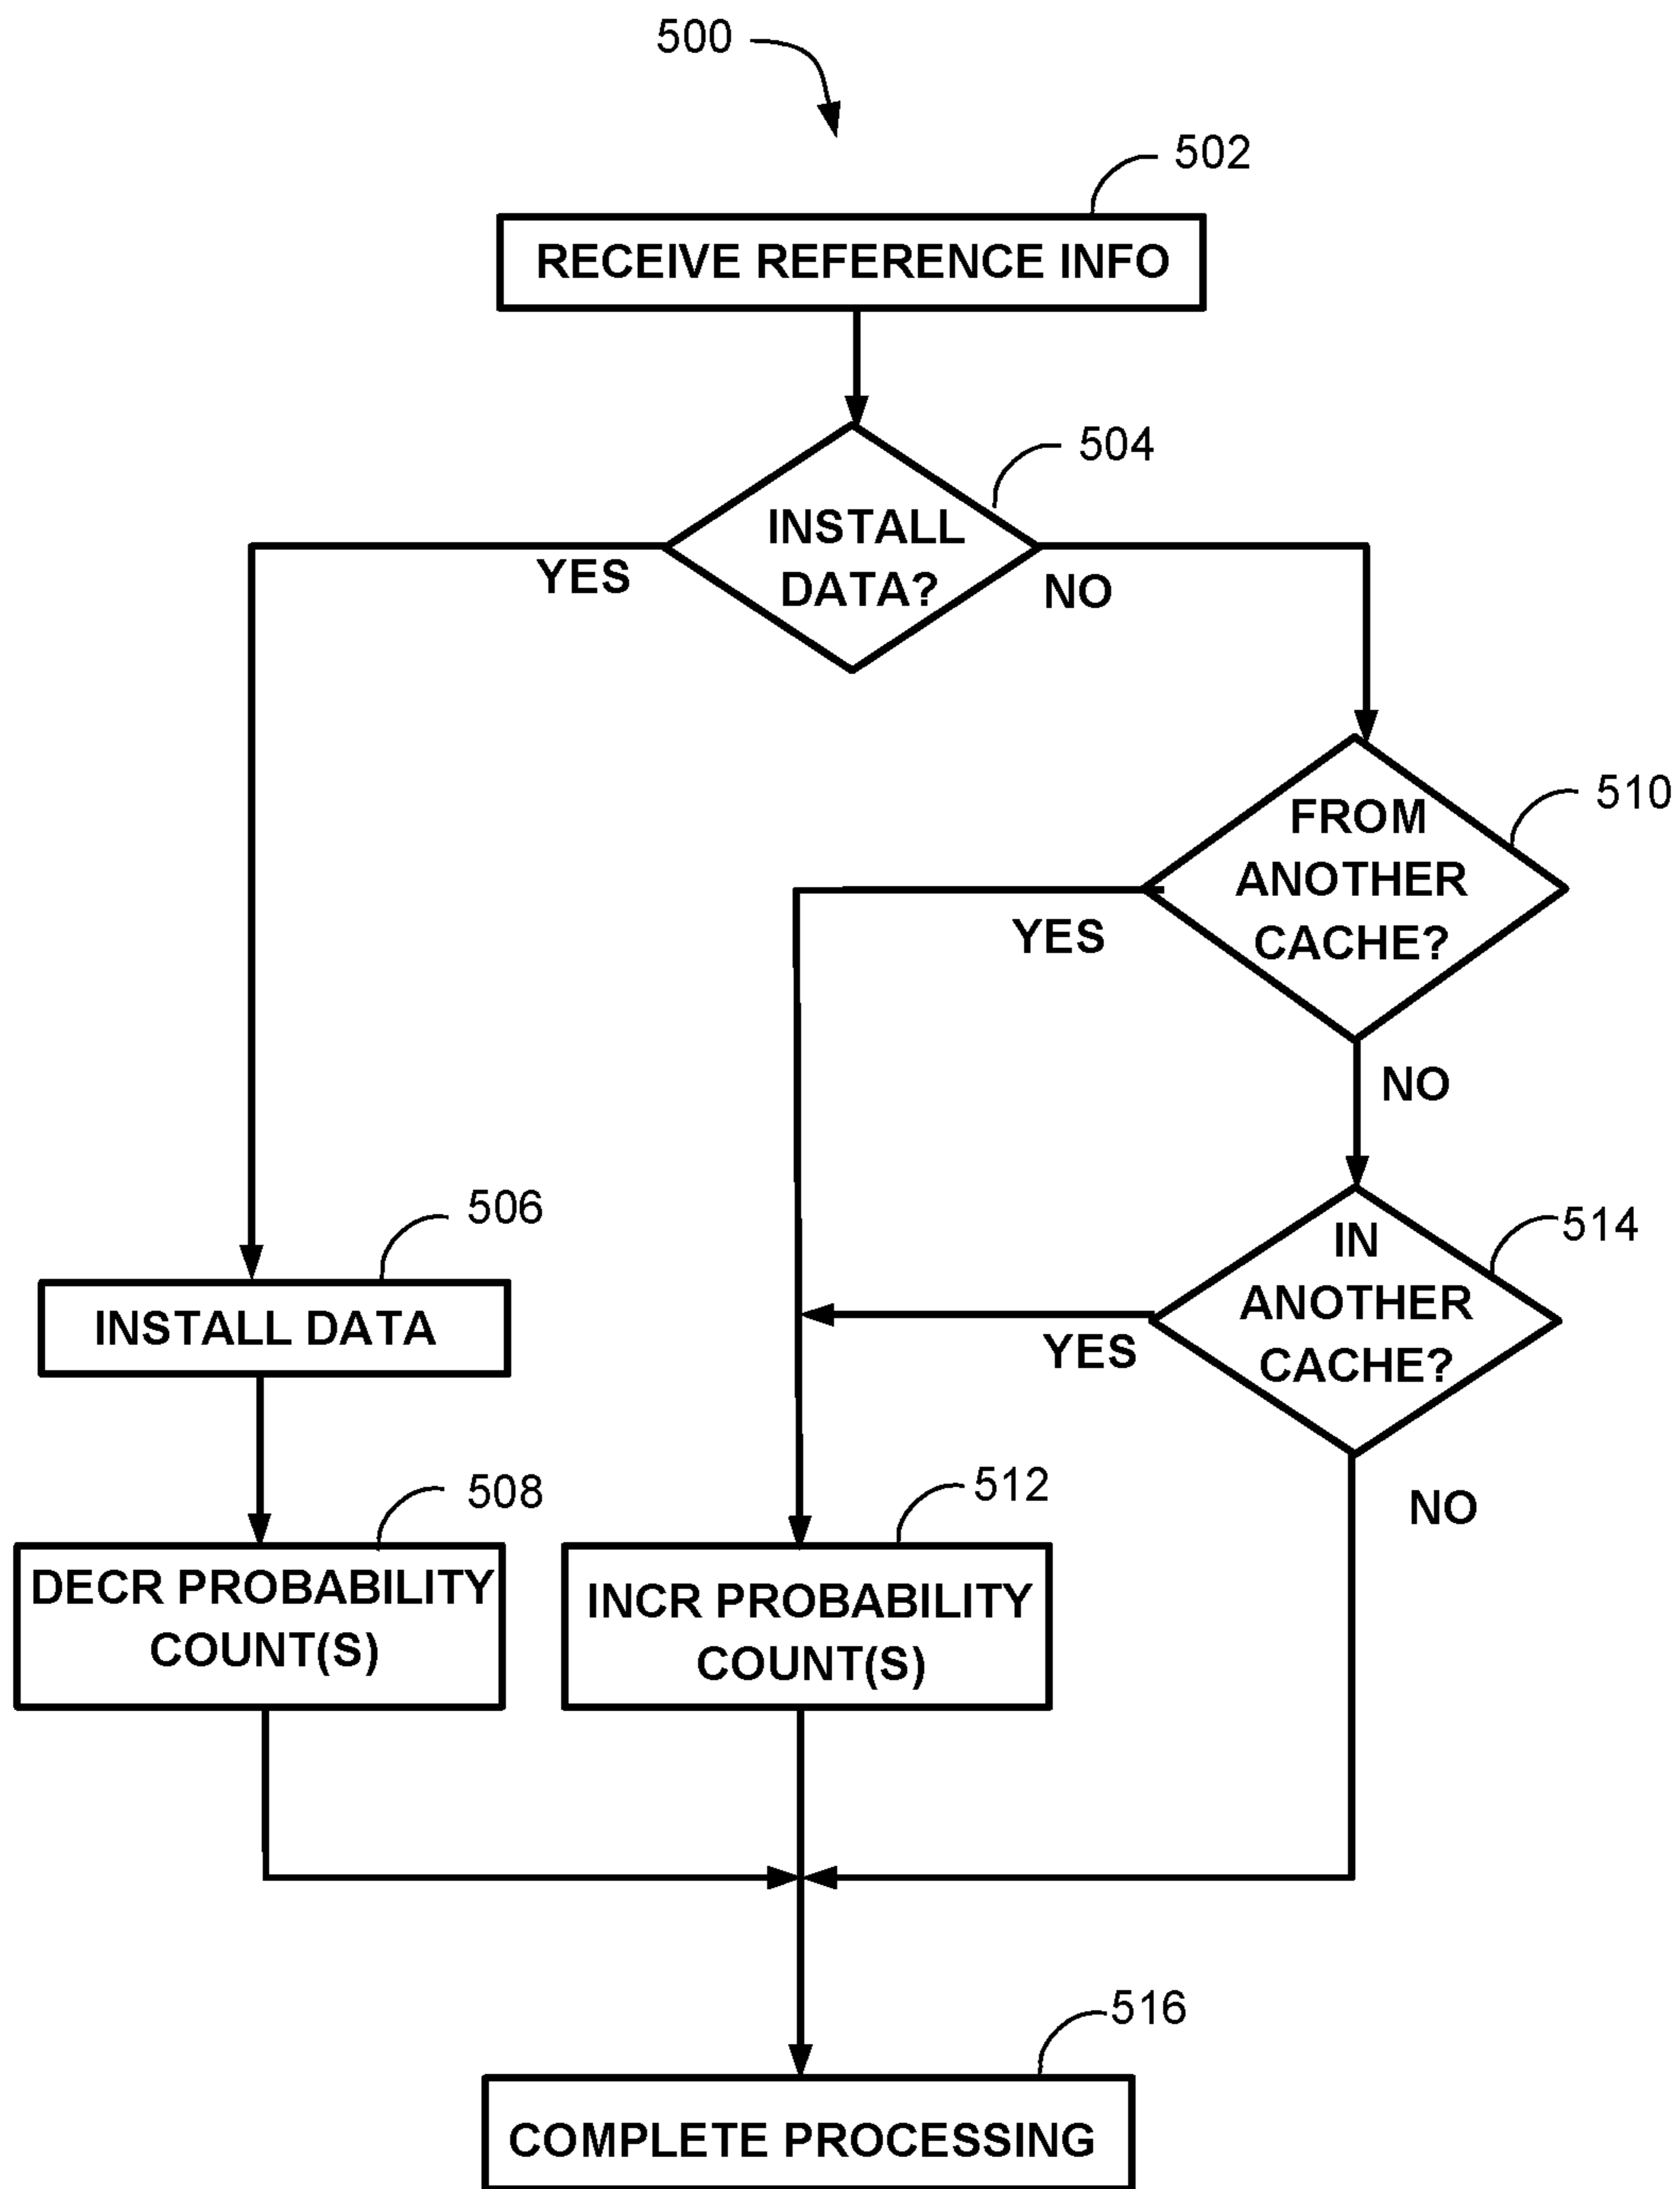 500
502
RECEIVE REFERENCE INFO
504
INSTALL
DATA?
YES
NO
510
FROM
ANOTHER
CACHE?
YES
NO
506
514
IN
ANOTHER
CACHE?
INSTALL DATA
YES
508
512
NO
DECR PROBABILITY
COUNT(S)
INCR PROBABILITY
COUNT(S)
516
COMPLETE PROCESSING